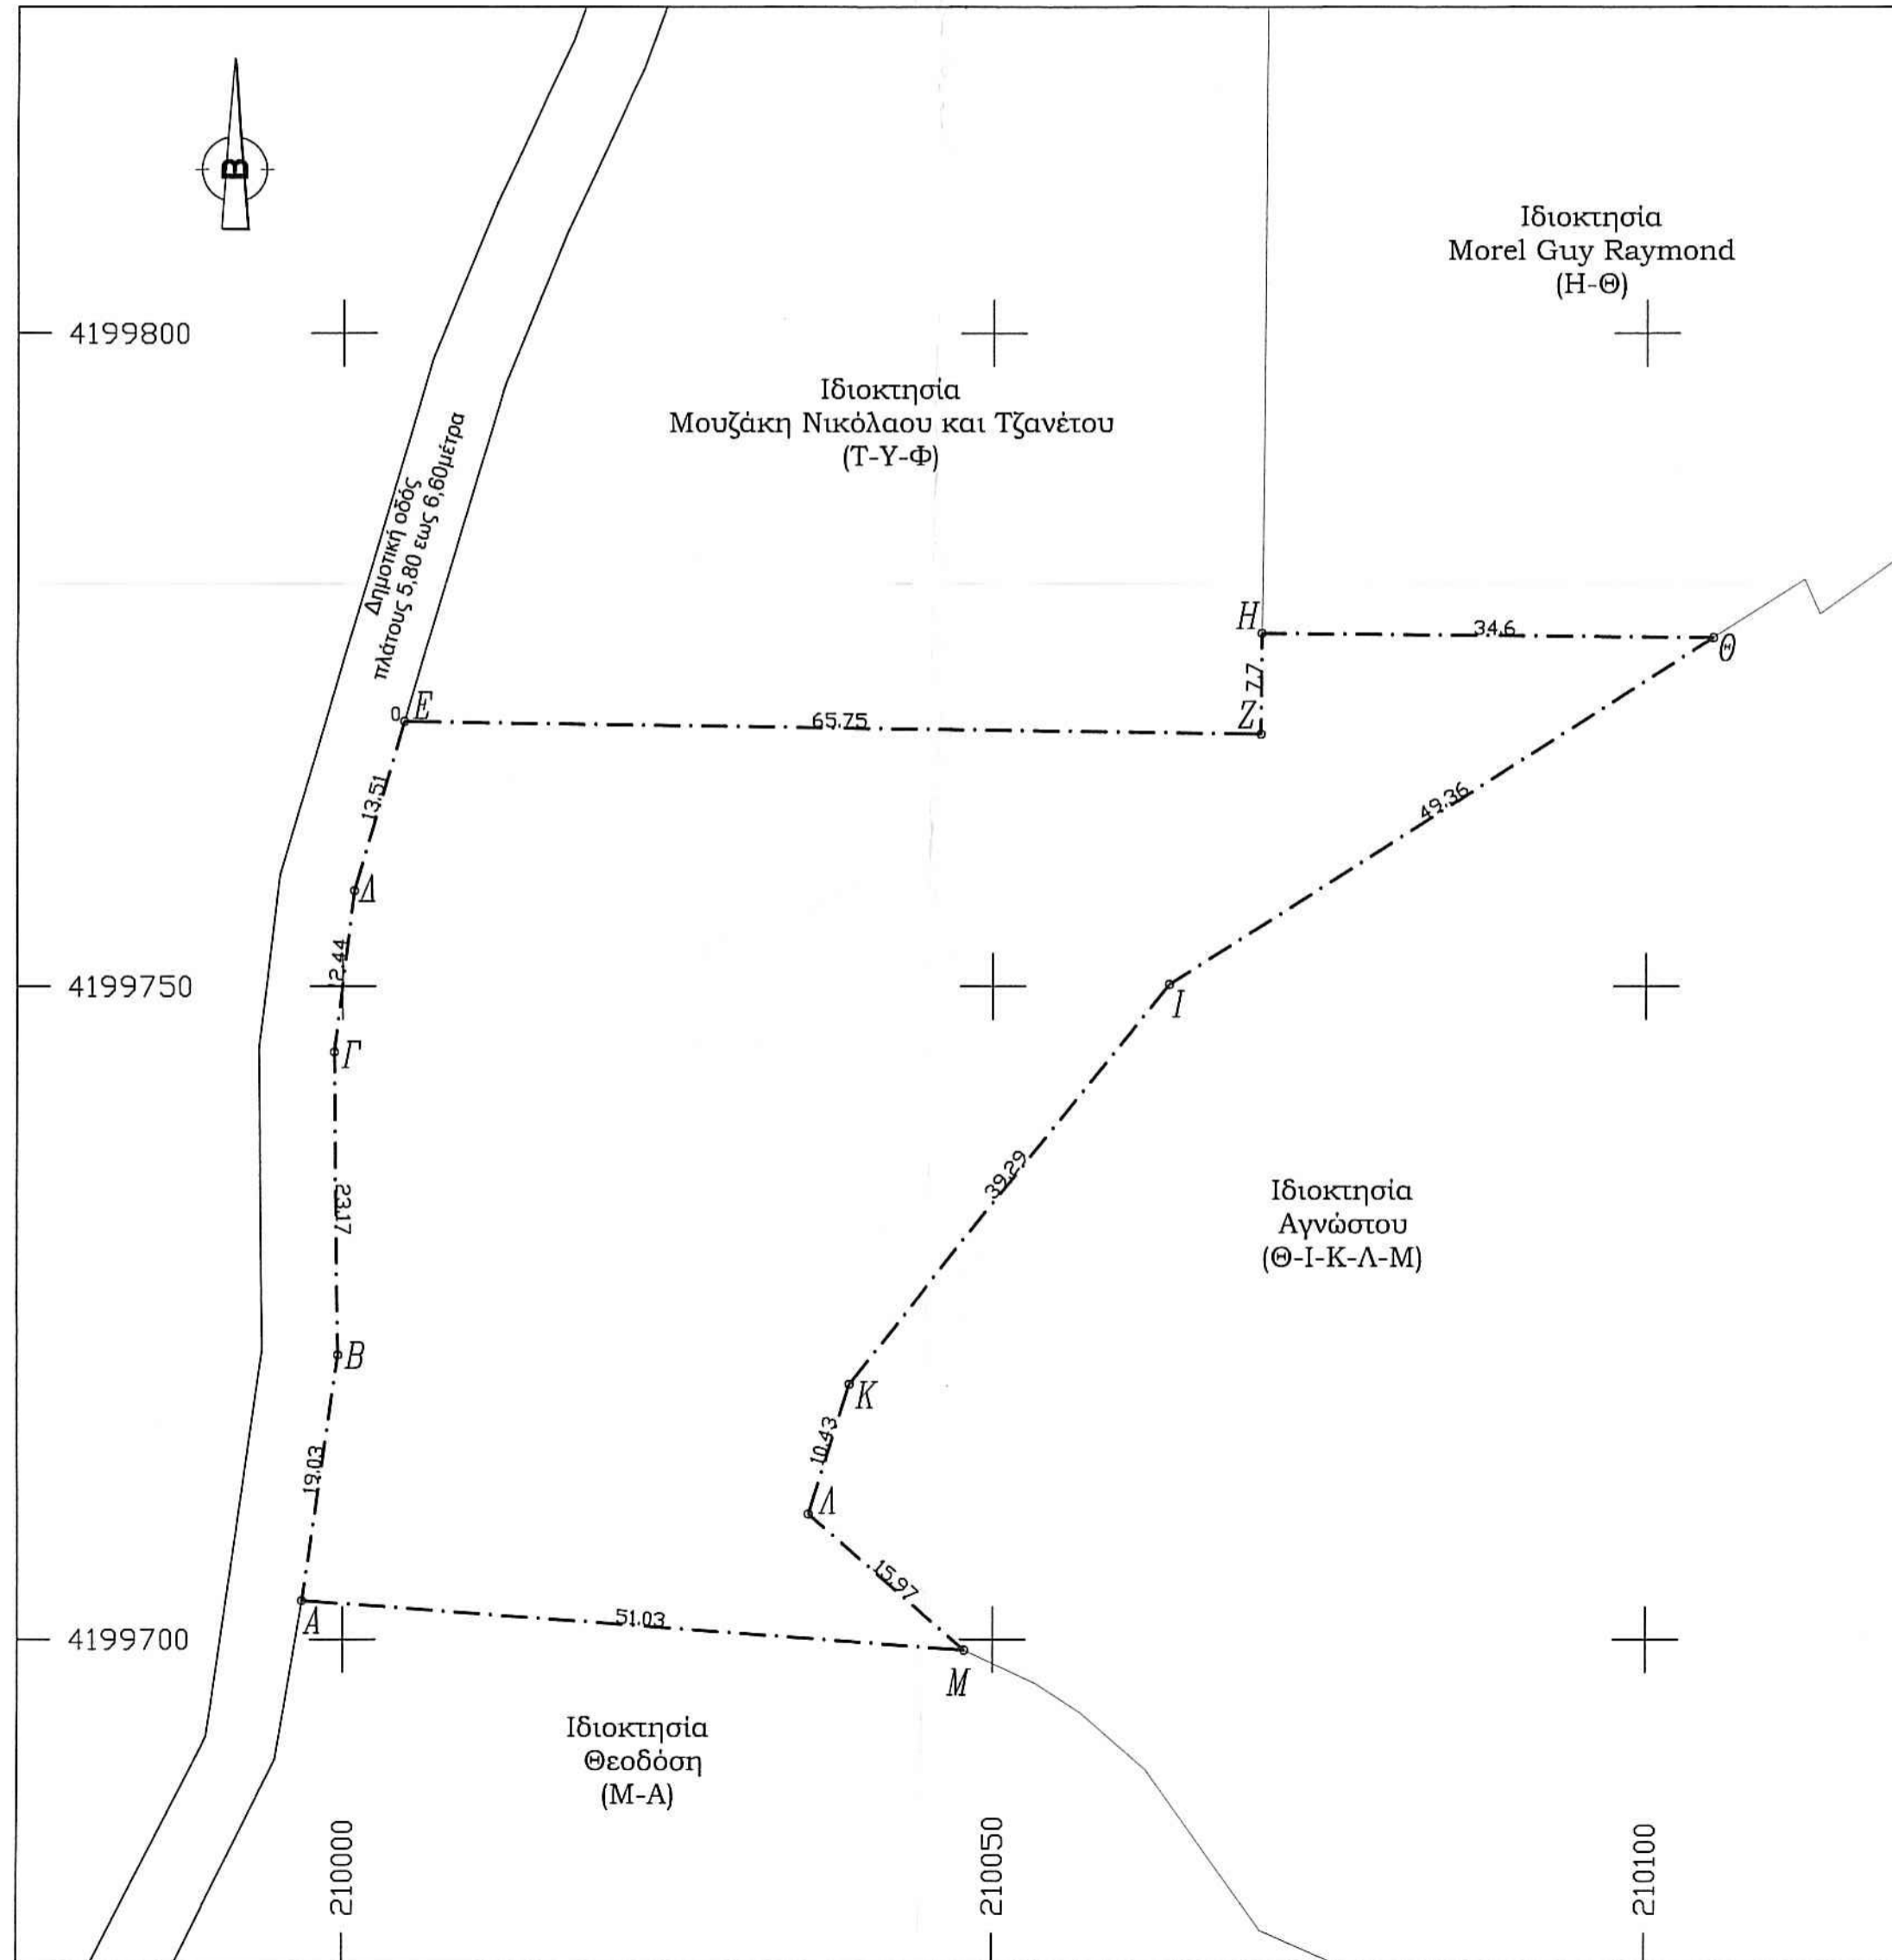 Β
Ιδιοκτησία
Morel Guy Raymond
(Η-Θ)
4199800
Ιδιοκτησία
Μουζάκη Νικόλαου και Τζανέτου
(Τ-Υ-Φ)
Δημοτική οδός
πλάτους 5,80 εως 6,60μέτρα
Η
34.6
Θ
7.7
Ζ
0
Ε
65.75
13.51
49.36
Δ
12.44
4199750
Ι
Γ
39.29
23.17
Ιδιοκτησία
Αγνώστου
(Θ-Ι-Κ-Λ-Μ)
Β
Κ
10.43
19.03
Λ
15.97
Α
51.03
4199700
Μ
Ιδιοκτησία
Θεοδόση
(Μ-Α)
210000
210050
210100